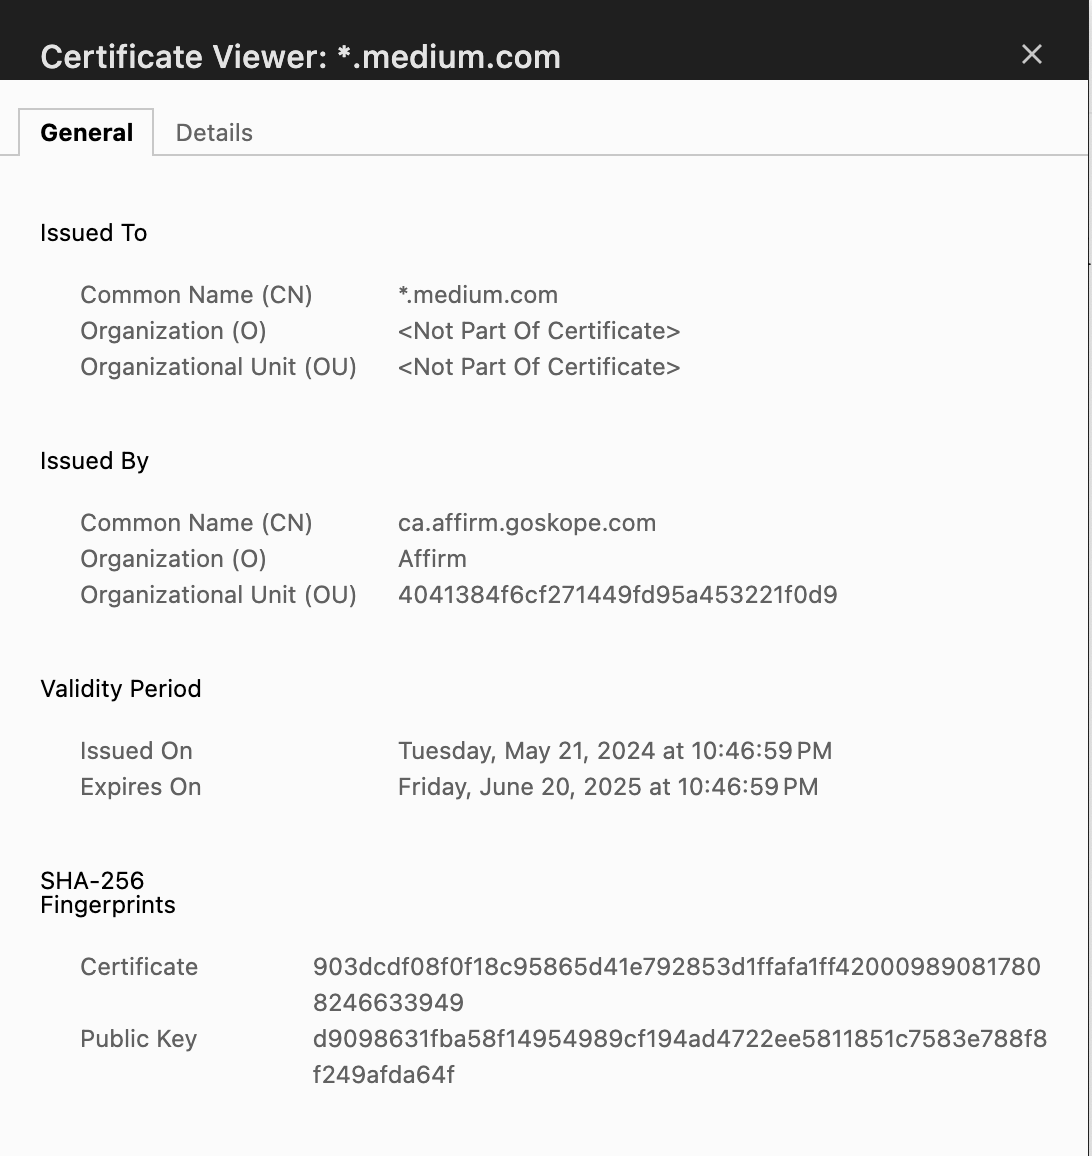 Certificate Viewer: *.medium.com
General Details
Issued To
Common Name (CN) *.medium.com
Organization (O) <Not Part Of Certificate>
Organizational Unit (OU) <Not Part Of Certificate>
Issued By
Common Name (CN) ca.affirm.goskope.com
Organization (O) Affirm
Organizational Unit (OU) 4041384f6cf271449fd95a453221f0d9
Validity Period
Issued On Tuesday, May 21, 2024 at 10:46:59 PM
Expires On Friday, June 20, 2025 at 10:46:59 PM
SHA-256
Fingerprints
Certificate 903dcdf08f0f18c95865d41e792853d1ffafa1ff42000989081780
8246633949
Public Key d9098631fba58f14954989cf194ad4722ee5811851c7583e788f8
f249afda64f